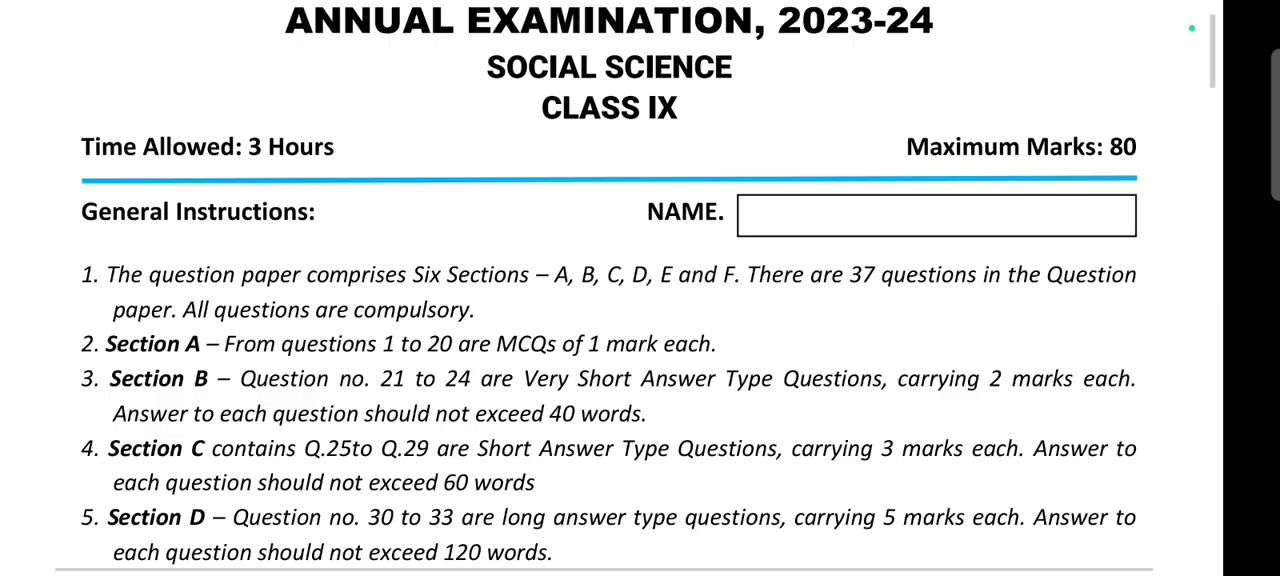 ANNUAL EXAMINATION, 2023-24
SOCIAL SCIENCE
CLASS IX
Time Allowed: 3 Hours Maximum Marks: 80
General Instructions: NAME.
1. The question paper comprises Six Sections – A, B, C, D, E and F. There are 37 questions in the Question
paper. All questions are compulsory.
2. Section A – From questions 1 to 20 are MCQs of 1 mark each.
3. Section B – Question no. 21 to 24 are Very Short Answer Type Questions, carrying 2 marks each.
Answer to each question should not exceed 40 words.
4. Section C contains Q.25to Q.29 are Short Answer Type Questions, carrying 3 marks each. Answer to
each question should not exceed 60 words
5. Section D – Question no. 30 to 33 are long answer type questions, carrying 5 marks each. Answer to
each question should not exceed 120 words.